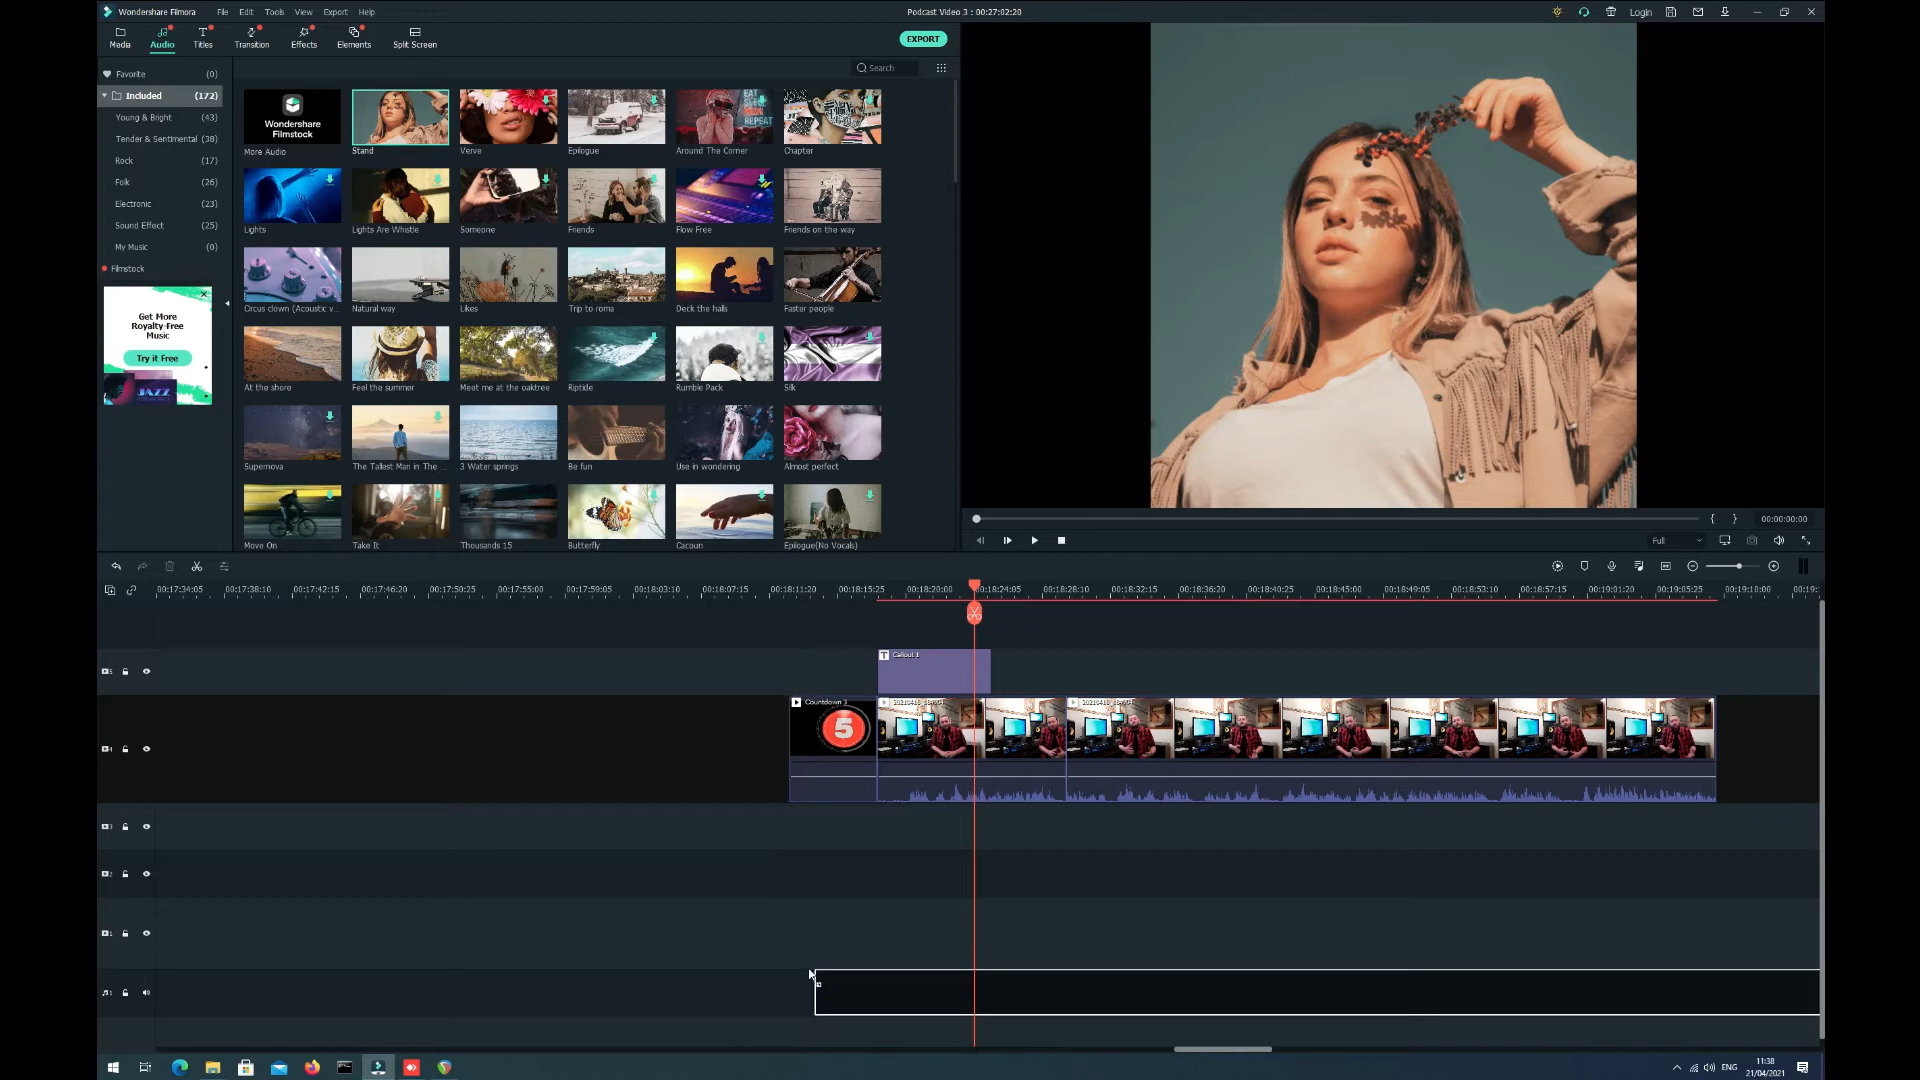 Wondershare Filmora File Edit Tools View Export Help
Podcast Video 3 : 00:27:02:20
Login
Media Audio Titles Transition Effects Elements Split Screen
EXPORT
Favorite (0)
Search
Included (172)
Young & Bright (43)
Tender & Sentimental (38)
Rock (17)
Folk (26)
Electronic (23)
Sound Effect (25)
My Music (0)
Filmstock
Get More
Royalty-Free
Music
Try it Free
JAZZ
Wondershare
Filmstock
EAT
SLEEP
REPEAT
More Audio Stand Verve Epilogue Around The Corner Chapter
Lights Lights Are Whistle Someone Friends Flow Free Friends on the way
Circus clown (Acoustic v... Natural way Likes Trip to roma Deck the halls Faster people
At the shore Feel the summer Meet me at the oaktree Riptide Rumble Pack Silk
Supernova The Tallest Man in The ... 3 Water springs Be fun Use in wondering Almost perfect
Move On Take It Thousands 15 Butterfly Cacoun Epilogue(No Vocals)
00:00:00:00
Full
00:17:34:05 00:17:38:10 00:17:42:15 00:17:46:20 00:17:50:25 00:17:55:00 00:17:59:05 00:18:03:10 00:18:07:15 00:18:11:20 00:18:15:25 00:18:20:00 00:18:24:05 00:18:28:10 00:18:32:15 00:18:36:20 00:18:40:25 00:18:45:00 00:18:49:05 00:18:53:10 00:18:57:15 00:19:01:20 00:19:05:25 00:19:10:00 00:19:
T Callout 1
5
Countdown 3
5
4
3
2
1
1
ENG
11:38
21/04/2021